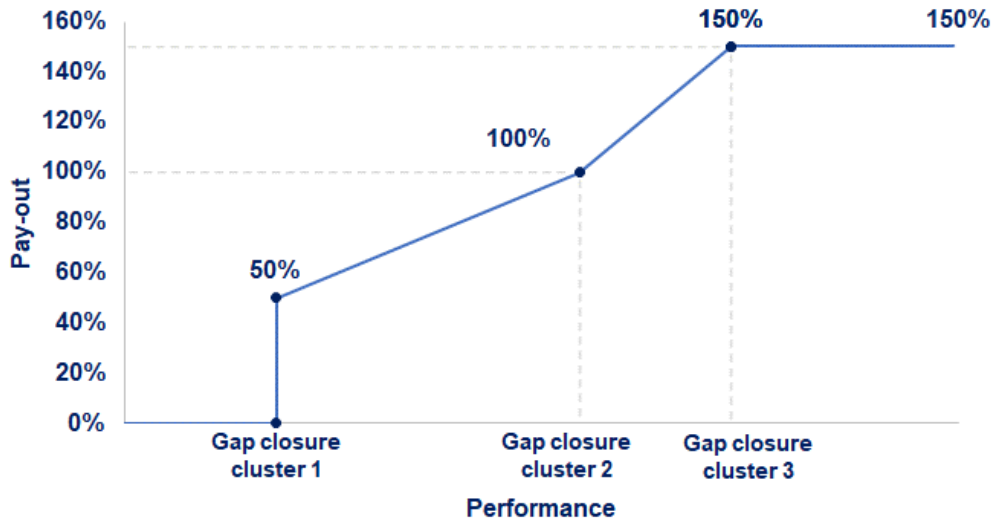 160%
150%
150%
140%
120%
100%
100%
Pay-out
80%
60%
50%
40%
20%
0%
Gap closure
cluster 1
Gap closure
cluster 2
Gap closure
cluster 3
Performance